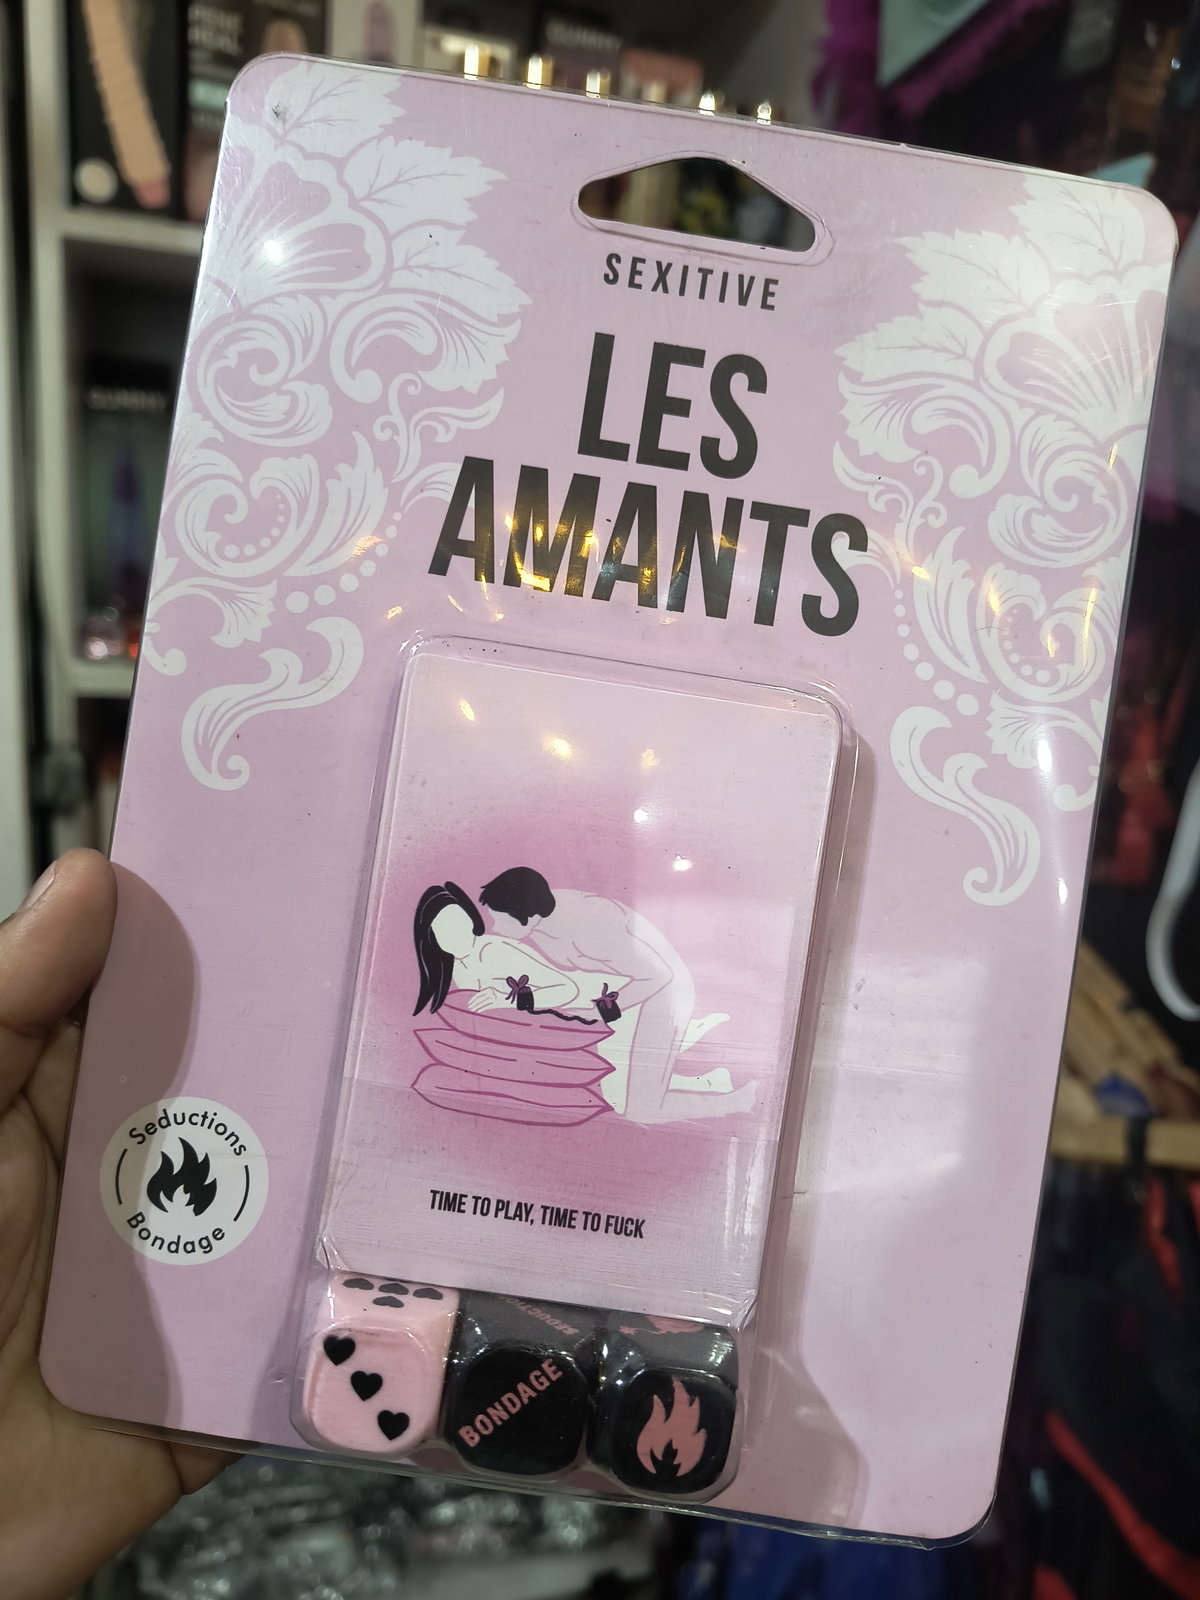 SEXITIVE
LES
AMANTS
TIME TO PLAY, TIME TO FUCK
Seductions
Bondage
BONDAGE